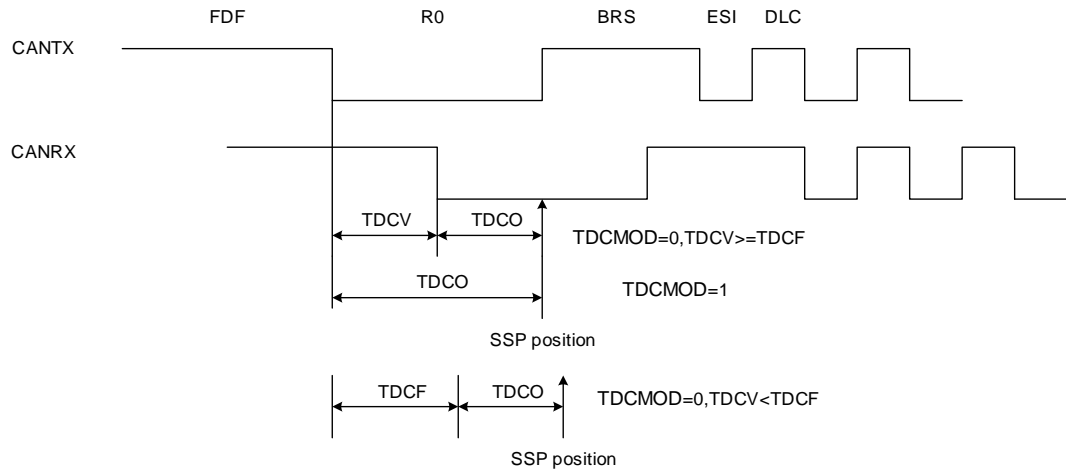 FDF R0 BRS ESI DLC
CANTX
CANRX
TDCV TDCO TDCMOD=0,TDCV>=TDCF
TDCO TDCMOD=1
SSP position
TDCF TDCO TDCMOD=0,TDCV<TDCF
SSP position